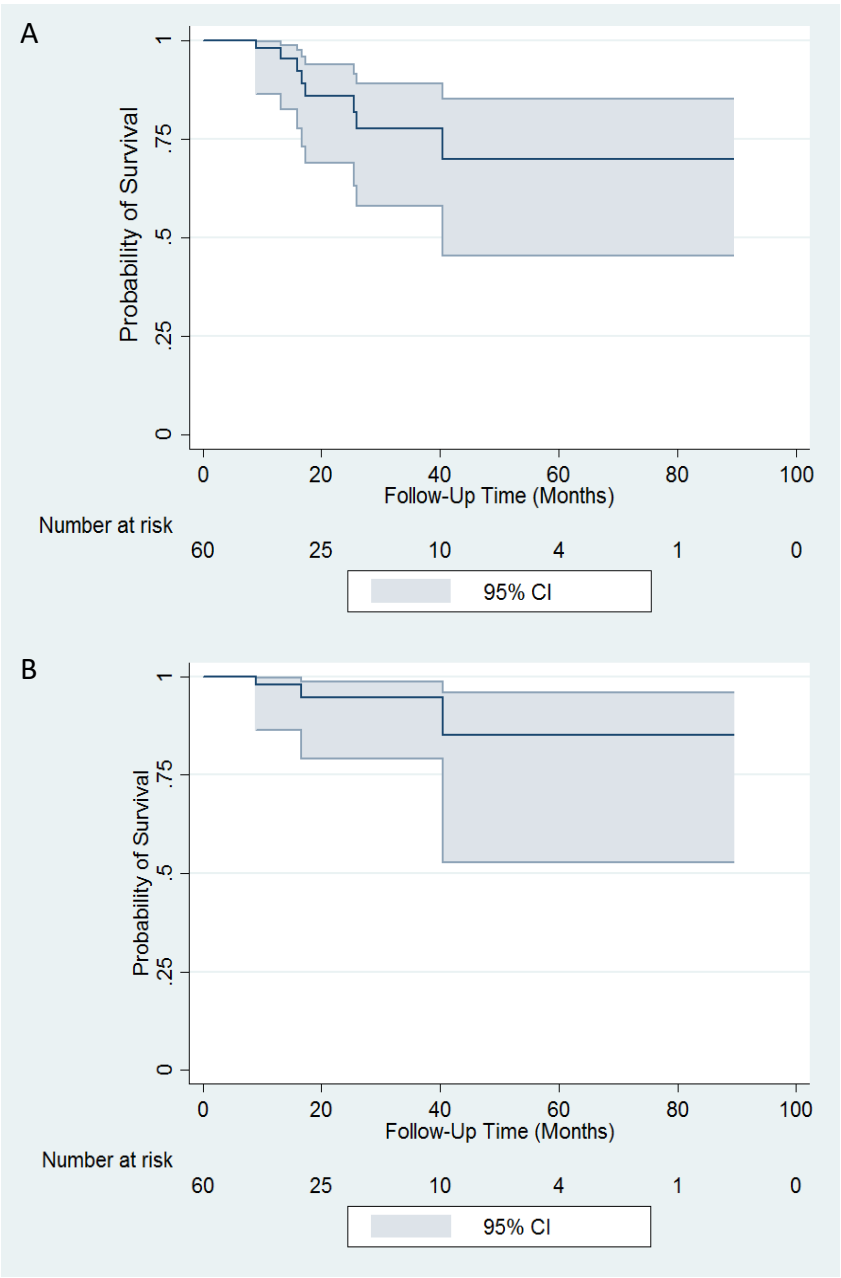 A
Probability of Survival
1
.75
.5
.25
0
0 20 40 60 80 100
Follow-Up Time (Months)
Number at risk
60 25 10 4 1 0
95% CI
B
Probability of Survival
1
.75
.5
.25
0
0 20 40 60 80 100
Follow-Up Time (Months)
Number at risk
60 25 10 4 1 0
95% CI